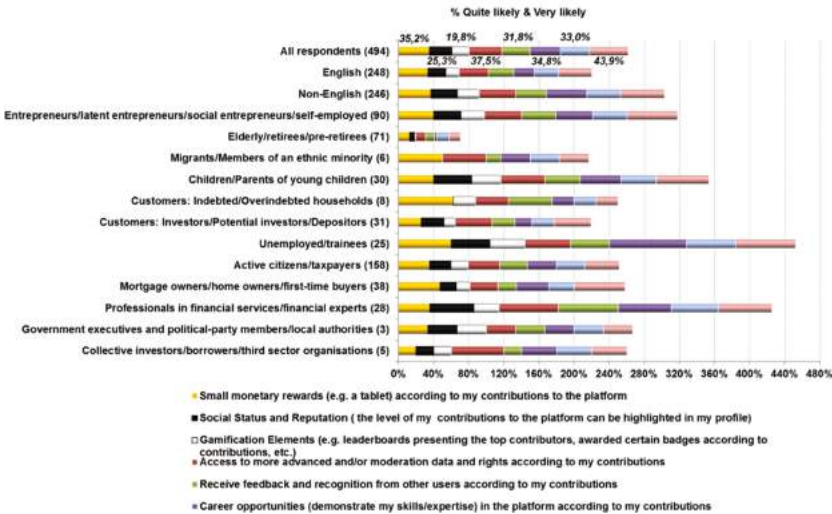 % Quite likely & Very likely
35,2% 19,8% 31,8% 33,0%
All respondents (494)
25,3% 37,5% 34,8% 43,9%
English (248)
Non-English (246)
Entrepreneurs/latent entrepreneurs/social entrepreneurs/self-employed (90)
Elderly/retirees/pre-retirees (71)
Migrants/Members of an ethnic minority (6)
Children/Parents of young children (30)
Customers: Indebted/Overindebted households (8)
Customers: Investors/Potential investors/Depositors (31)
Unemployed/trainees (25)
Active citizens/taxpayers (158)
Mortgage owners/home owners/first-time buyers (38)
Professionals in financial services/financial experts (28)
Government executives and political-party members/local authorities (3)
Collective investors/borrowers/third sector organisations (5)
0% 40% 80% 120% 160% 200% 240% 280% 320% 360% 400% 440% 480%
Small monetary rewards (e.g. a tablet) according to my contributions to the platform
Social Status and Reputation ( the level of my contributions to the platform can be highlighted in my profile)
Gamification Elements (e.g. leaderboards presenting the top contributors, awarded certain badges according to
contributions, etc.)
Access to more advanced and/or moderation data and rights according to my contributions
Receive feedback and recognition from other users according to my contributions
Career opportunities (demonstrate my skills/expertise) in the platform according to my contributions